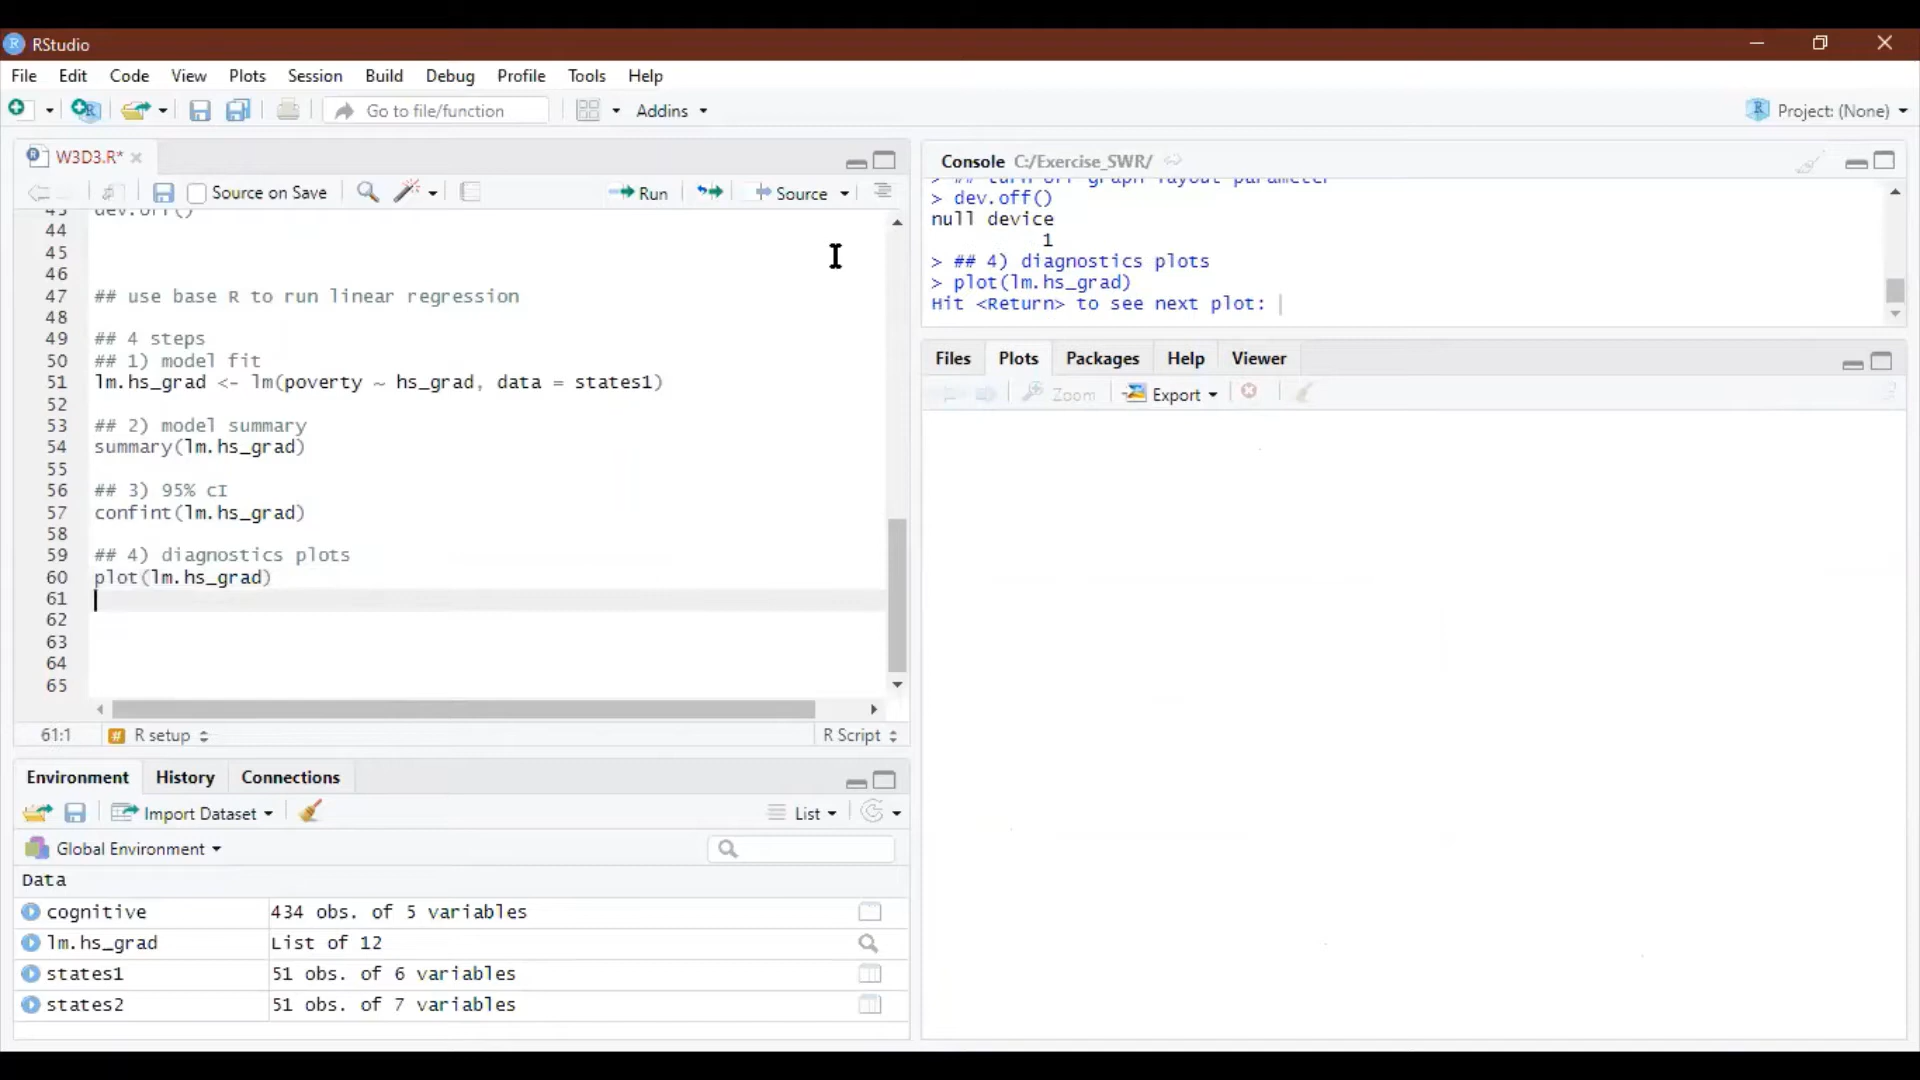 RStudio
File Edit Code View Plots Session Build Debug Profile Tools Help
Go to file/function Addins Project: (None)
W3D3.R*
Source on Save Run Source
43 dev.off()
44
45
46
47 ## use base R to run linear regression
48
49 ## 4 steps
50 ## 1) model fit
51 lm.hs_grad <- lm(poverty ~ hs_grad, data = states1)
52
53 ## 2) model summary
54 summary(lm.hs_grad)
55
56 ## 3) 95% cI
57 confint(lm.hs_grad)
58
59 ## 4) diagnostics plots
60 plot(lm.hs_grad)
61
62
63
64
65
61:1 # R setup R Script
Environment History Connections
Import Dataset List
Global Environment
Data
cognitive 434 obs. of 5 variables
lm.hs_grad List of 12
states1 51 obs. of 6 variables
states2 51 obs. of 7 variables
Console C:/Exercise_SWR/
> ## turn off graph layout parameter
> dev.off()
null device
1
> ## 4) diagnostics plots
> plot(lm.hs_grad)
Hit <Return> to see next plot:
Files Plots Packages Help Viewer
Zoom Export